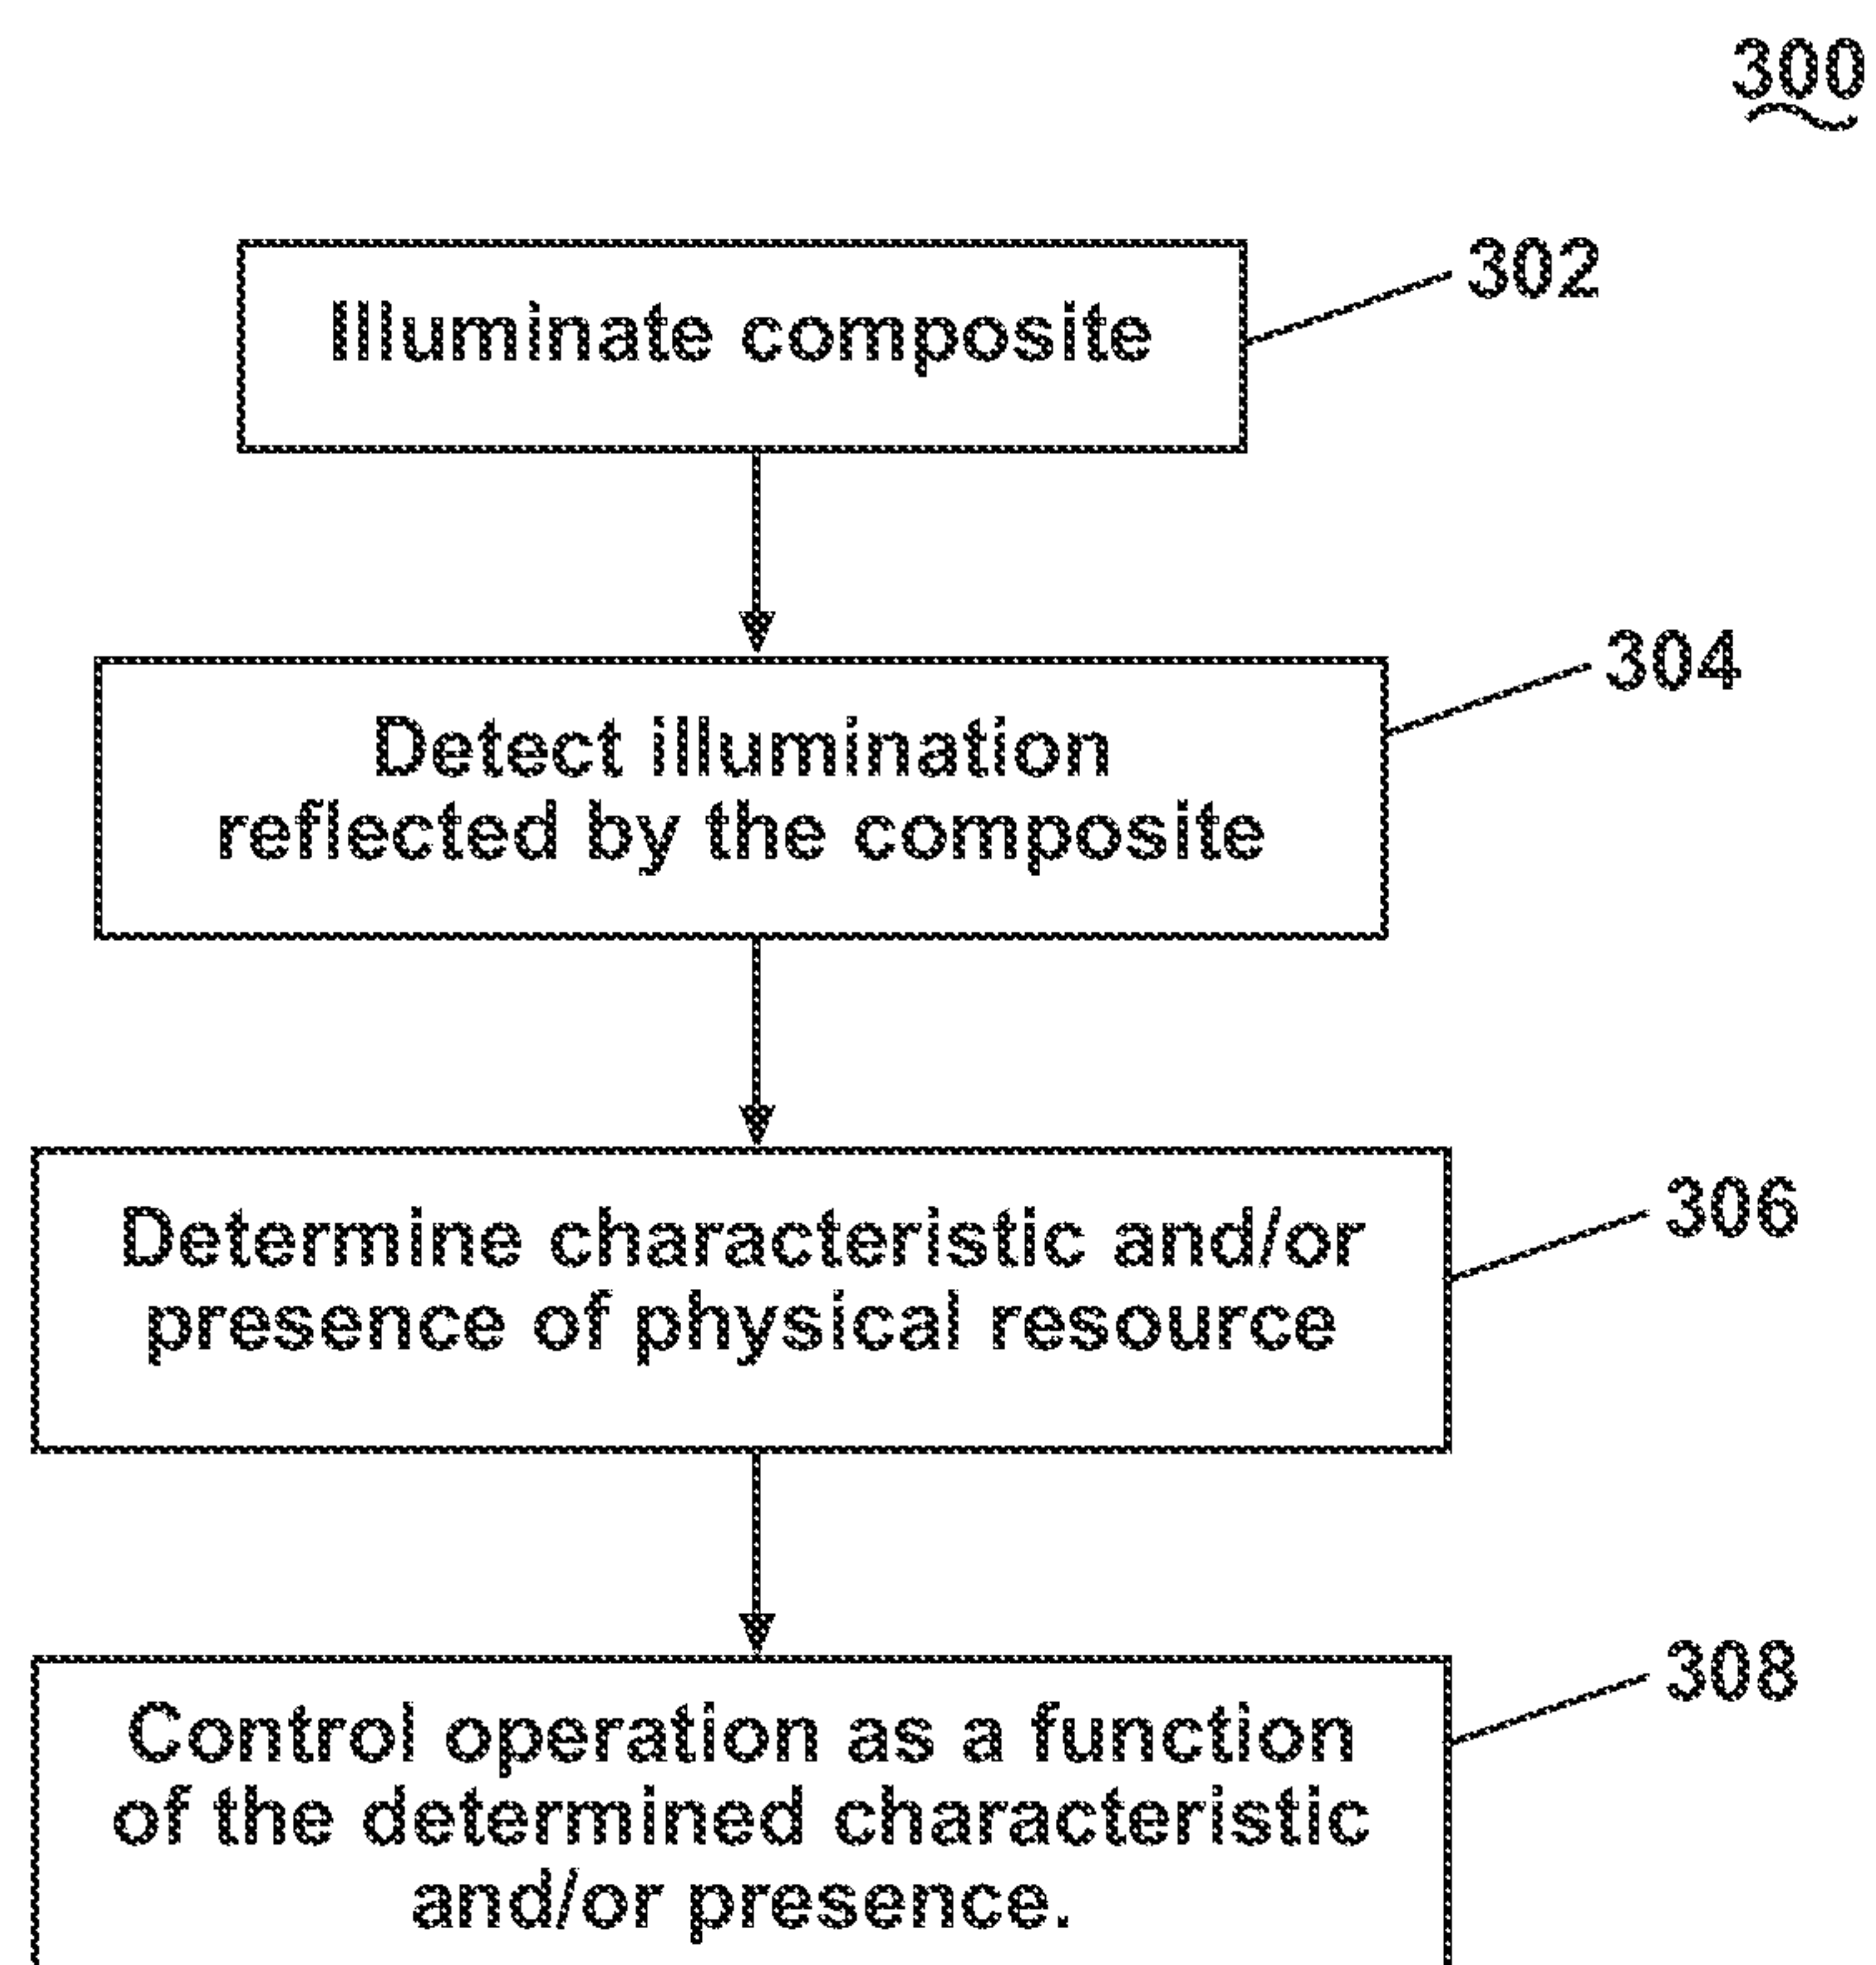 300
Illuminate composite
302
Detect illumination
reflected by the composite
304
Determine characteristic and/or
presence of physical resource
306
Control operation as a function
of the determined characteristic
and/or presence.
308